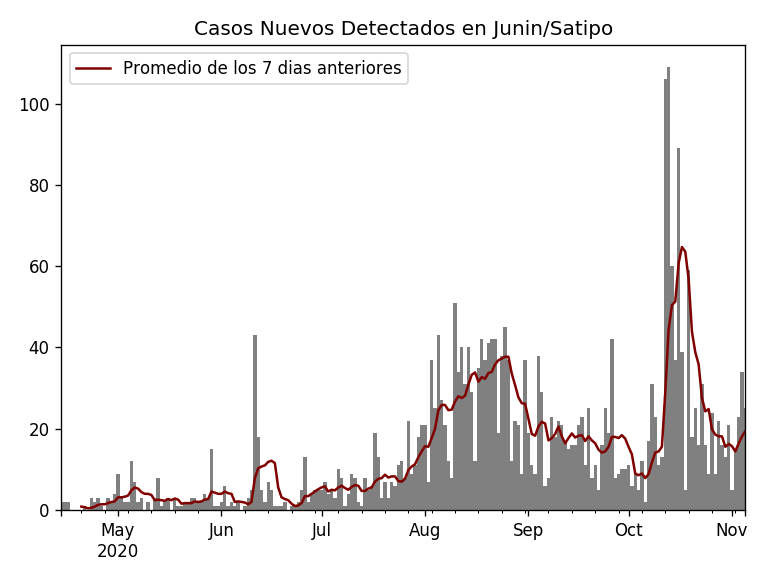 Casos Nuevos Detectados en Junin/Satipo
Promedio de los 7 dias anteriores
100
80
60
40
20
0
May Jun Jul Aug Sep Oct Nov
2020